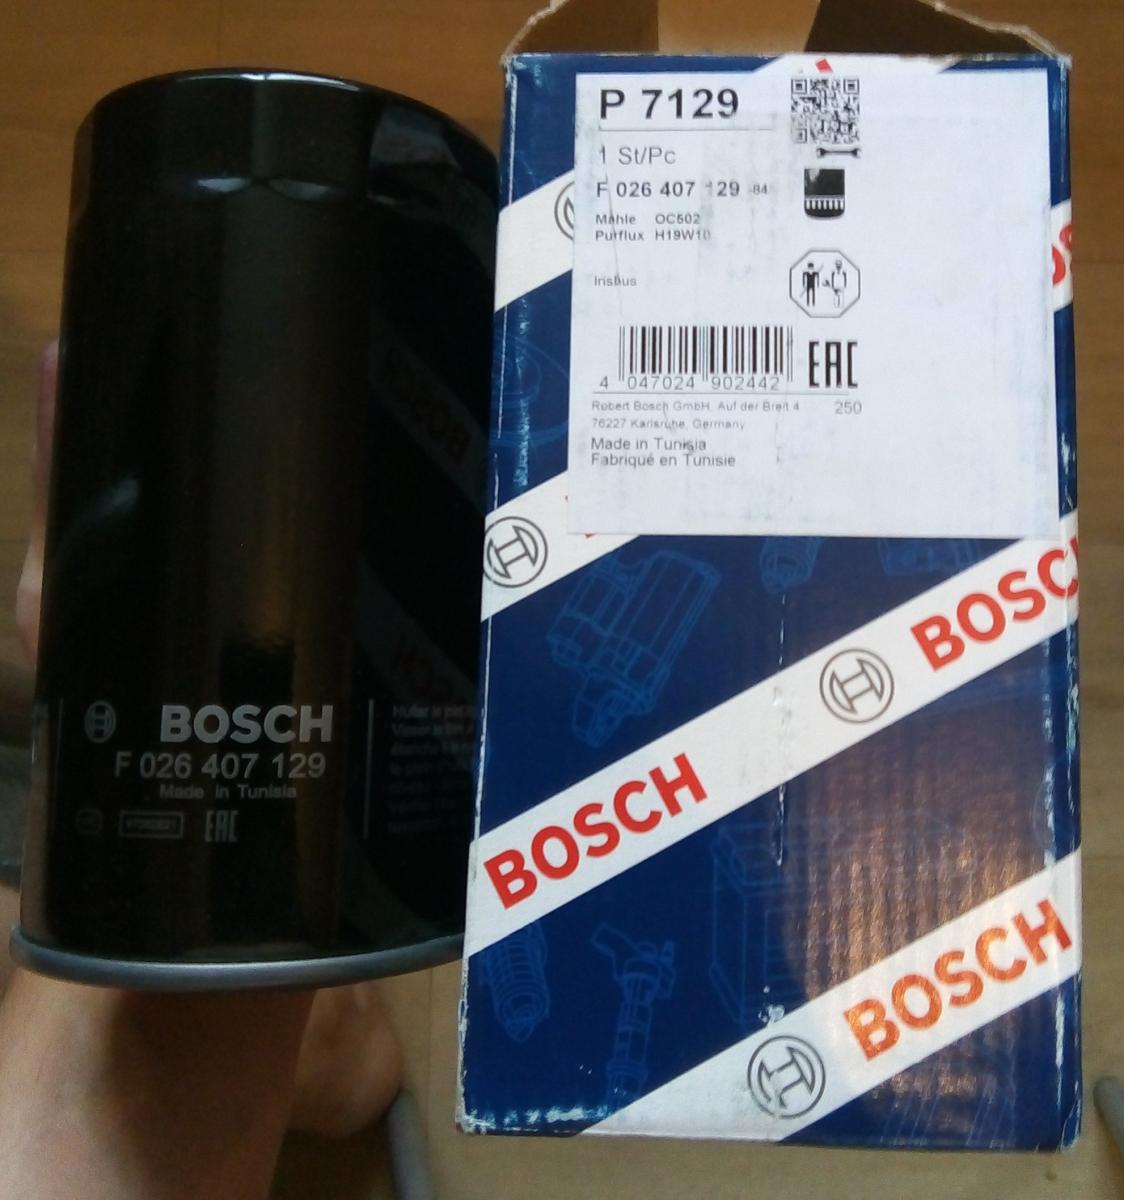 P 7129
1 St/Pc
F 026 407 129 -84
Mahle OC502
Purflux H19W10
Irisbus
4 047024 902442
EAC
Robert Bosch GmbH, Auf der Breit 4 250
76227 Karlsruhe, Germany
Made in Tunisia
Fabriqué en Tunisie
BOSCH
BOSCH
BOSCH
BOSCH
F 026 407 129
Made in Tunisia
EAC